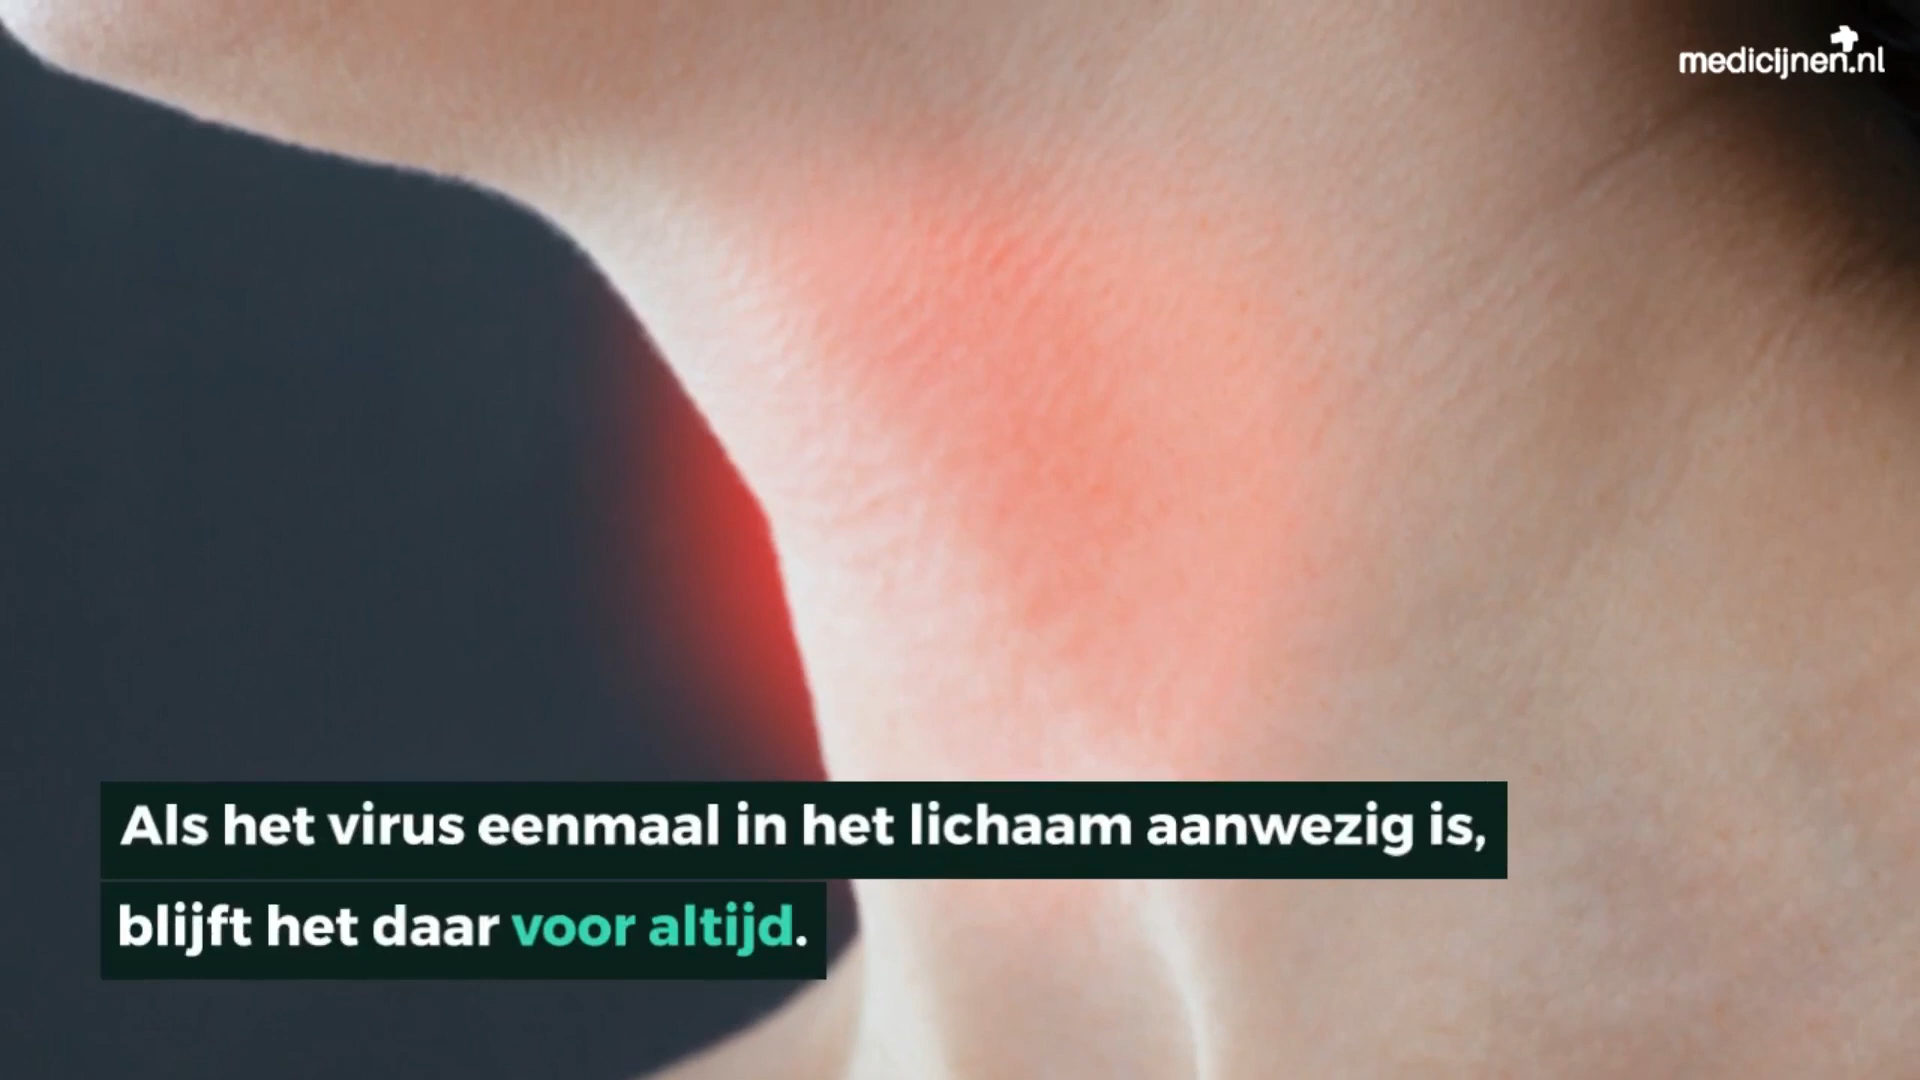 medicijnen.nl
Als het virus eenmaal in het lichaam aanwezig is,
blijft het daar voor altijd.